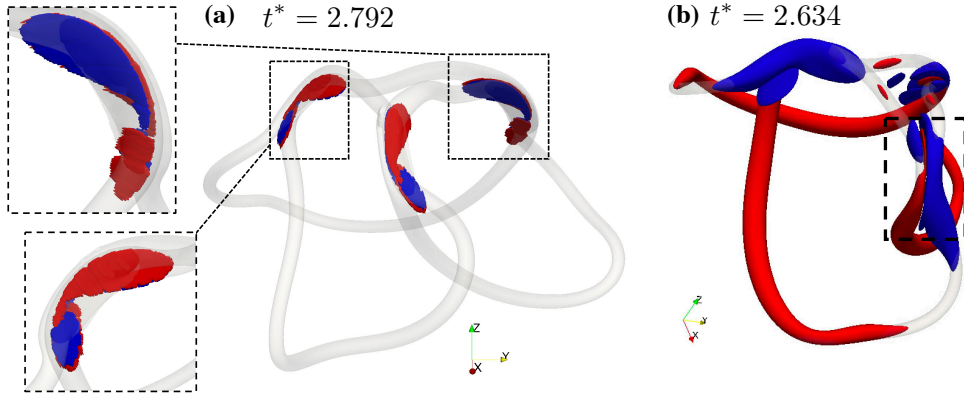 (a) t* = 2.792
(b) t* = 2.634
Z
Y
X
Z
Y
X